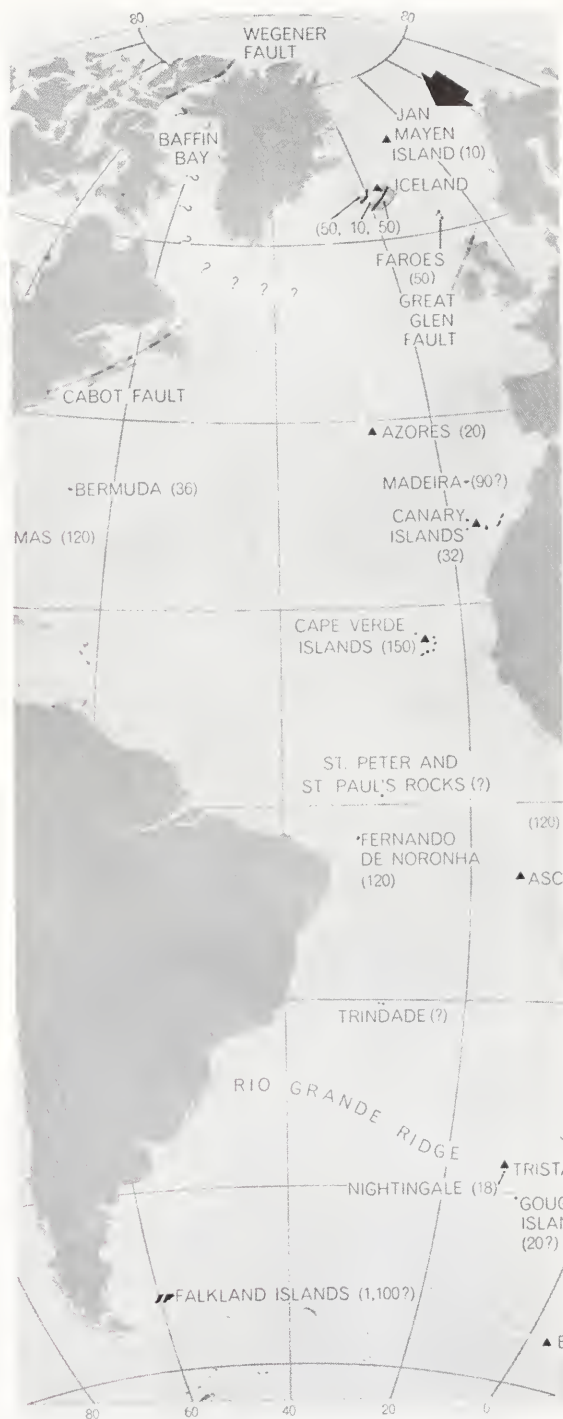 80
80
WEGENER
FAULT
JAN
MAYEN
ISLAND (10)
BAFFIN
BAY
?
?
?
?
?
?
?
ICELAND
(50, 10, 50)
FAROES
(50)
GREAT
GLEN
FAULT
CABOT FAULT
AZORES (20)
BERMUDA (36)
MADEIRA (90?)
CANARY
ISLANDS
(32)
MAS (120)
CAPE VERDE
ISLANDS (150)
ST. PETER AND
ST. PAUL'S ROCKS (?)
(120)
FERNANDO
DE NORONHA
(120)
ASC
TRINDADE (?)
RIO GRANDE RIDGE
TRISTA
NIGHTINGALE (18)
GOUG
ISLAN
(20?)
FALKLAND ISLANDS (1,100?)
80
60
40
20
0